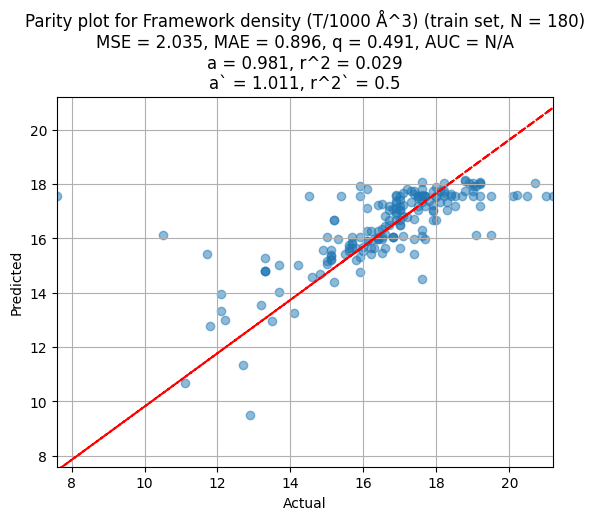 Parity plot for Framework density (T/1000 Å^3) (train set, N = 180)
MSE = 2.035, MAE = 0.896, q = 0.491, AUC = N/A
a = 0.981, r^2 = 0.029
a` = 1.011, r^2` = 0.5
20
18
16
14
12
10
8
Predicted
8 10 12 14 16 18 20
Actual